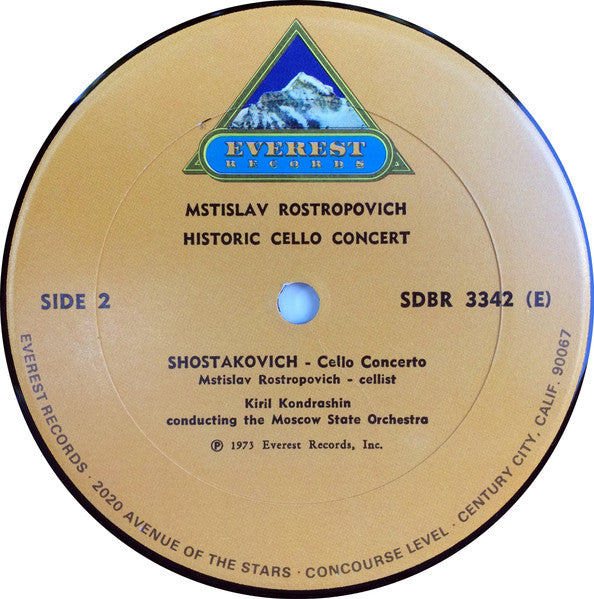 EVEREST
RECORDS
MSTISLAV ROSTROPOVICH
HISTORIC CELLO CONCERT
SIDE 2
SDBR 3342 (E)
SHOSTAKOVICH - Cello Concerto
Mstislav Rostropovich - cellist
Kiril Kondrashin
conducting the Moscow State Orchestra
℗ 1973 Everest Records, Inc.
EVEREST RECORDS · 2020 AVENUE OF THE STARS · CONCOURSE LEVEL · CENTURY CITY, CALIF. 90067